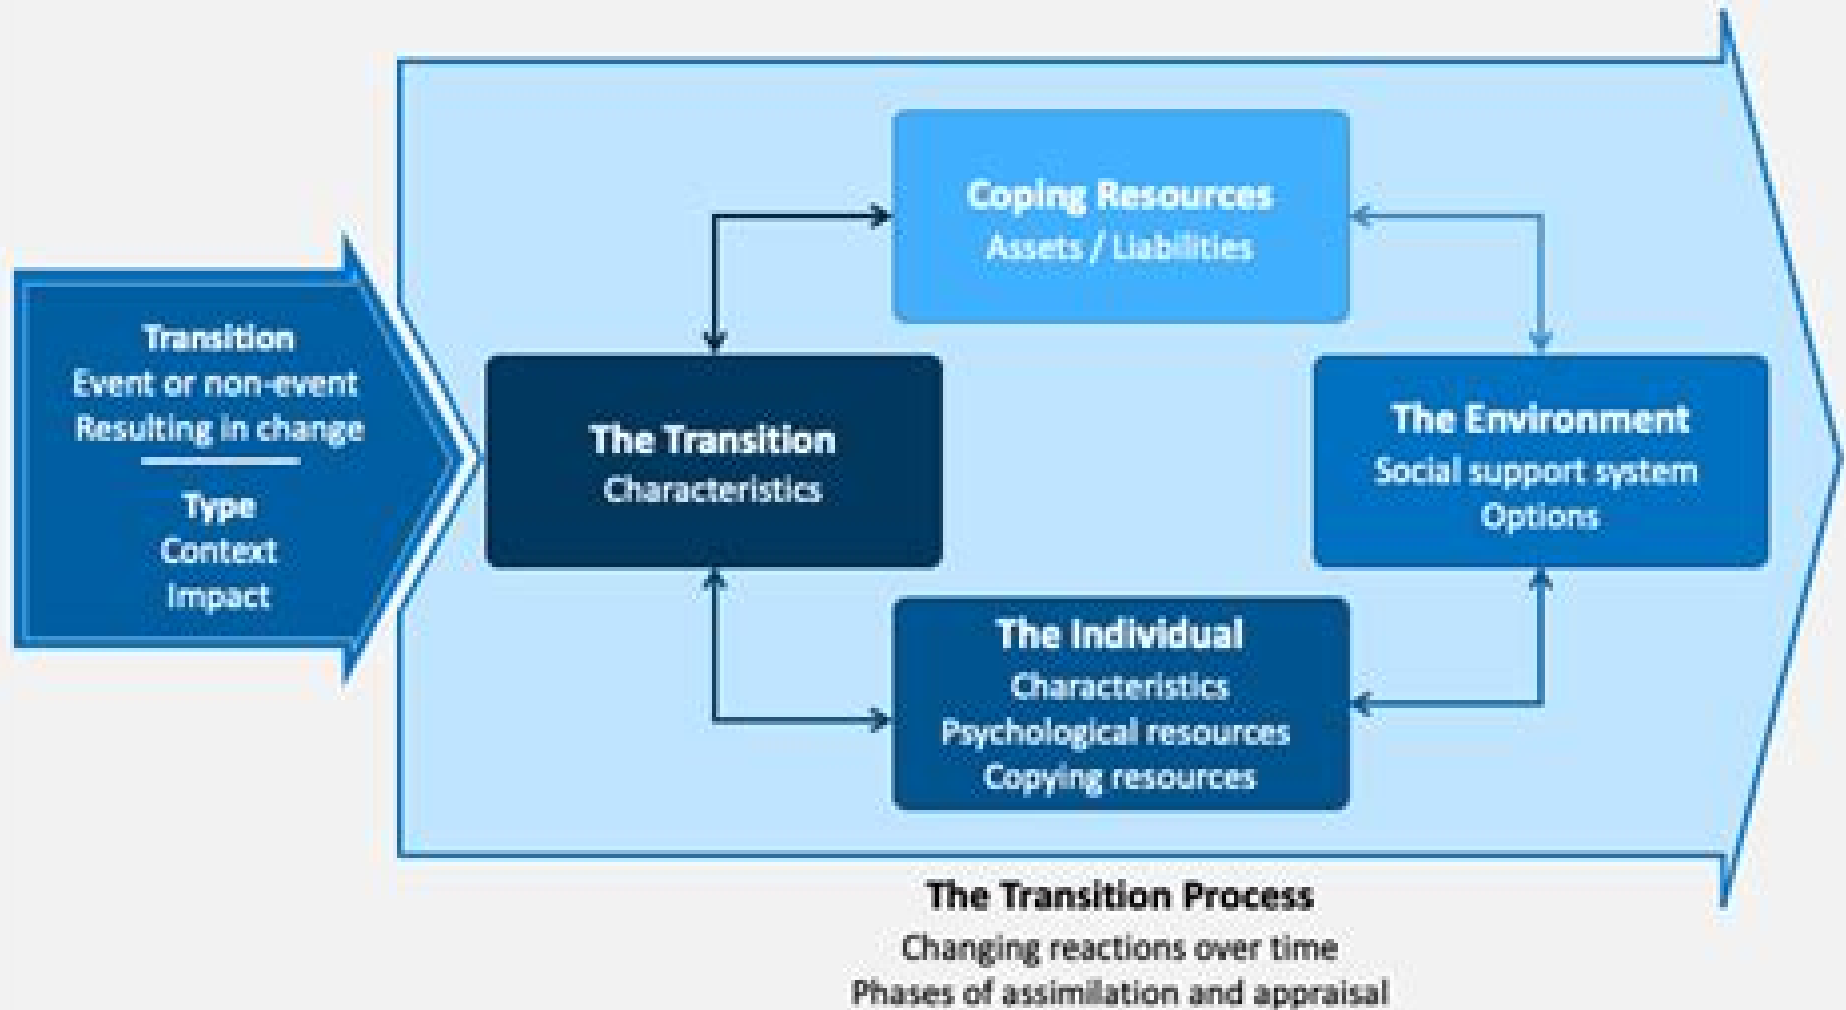 Transition
Event or non-event
Resulting in change
Type
Context
Impact
Coping Resources
Assets / Liabilities
The Transition
Characteristics
The Environment
Social support system
Options
The Individual
Characteristics
Psychological resources
Copying resources
The Transition Process
Changing reactions over time
Phases of assimilation and appraisal